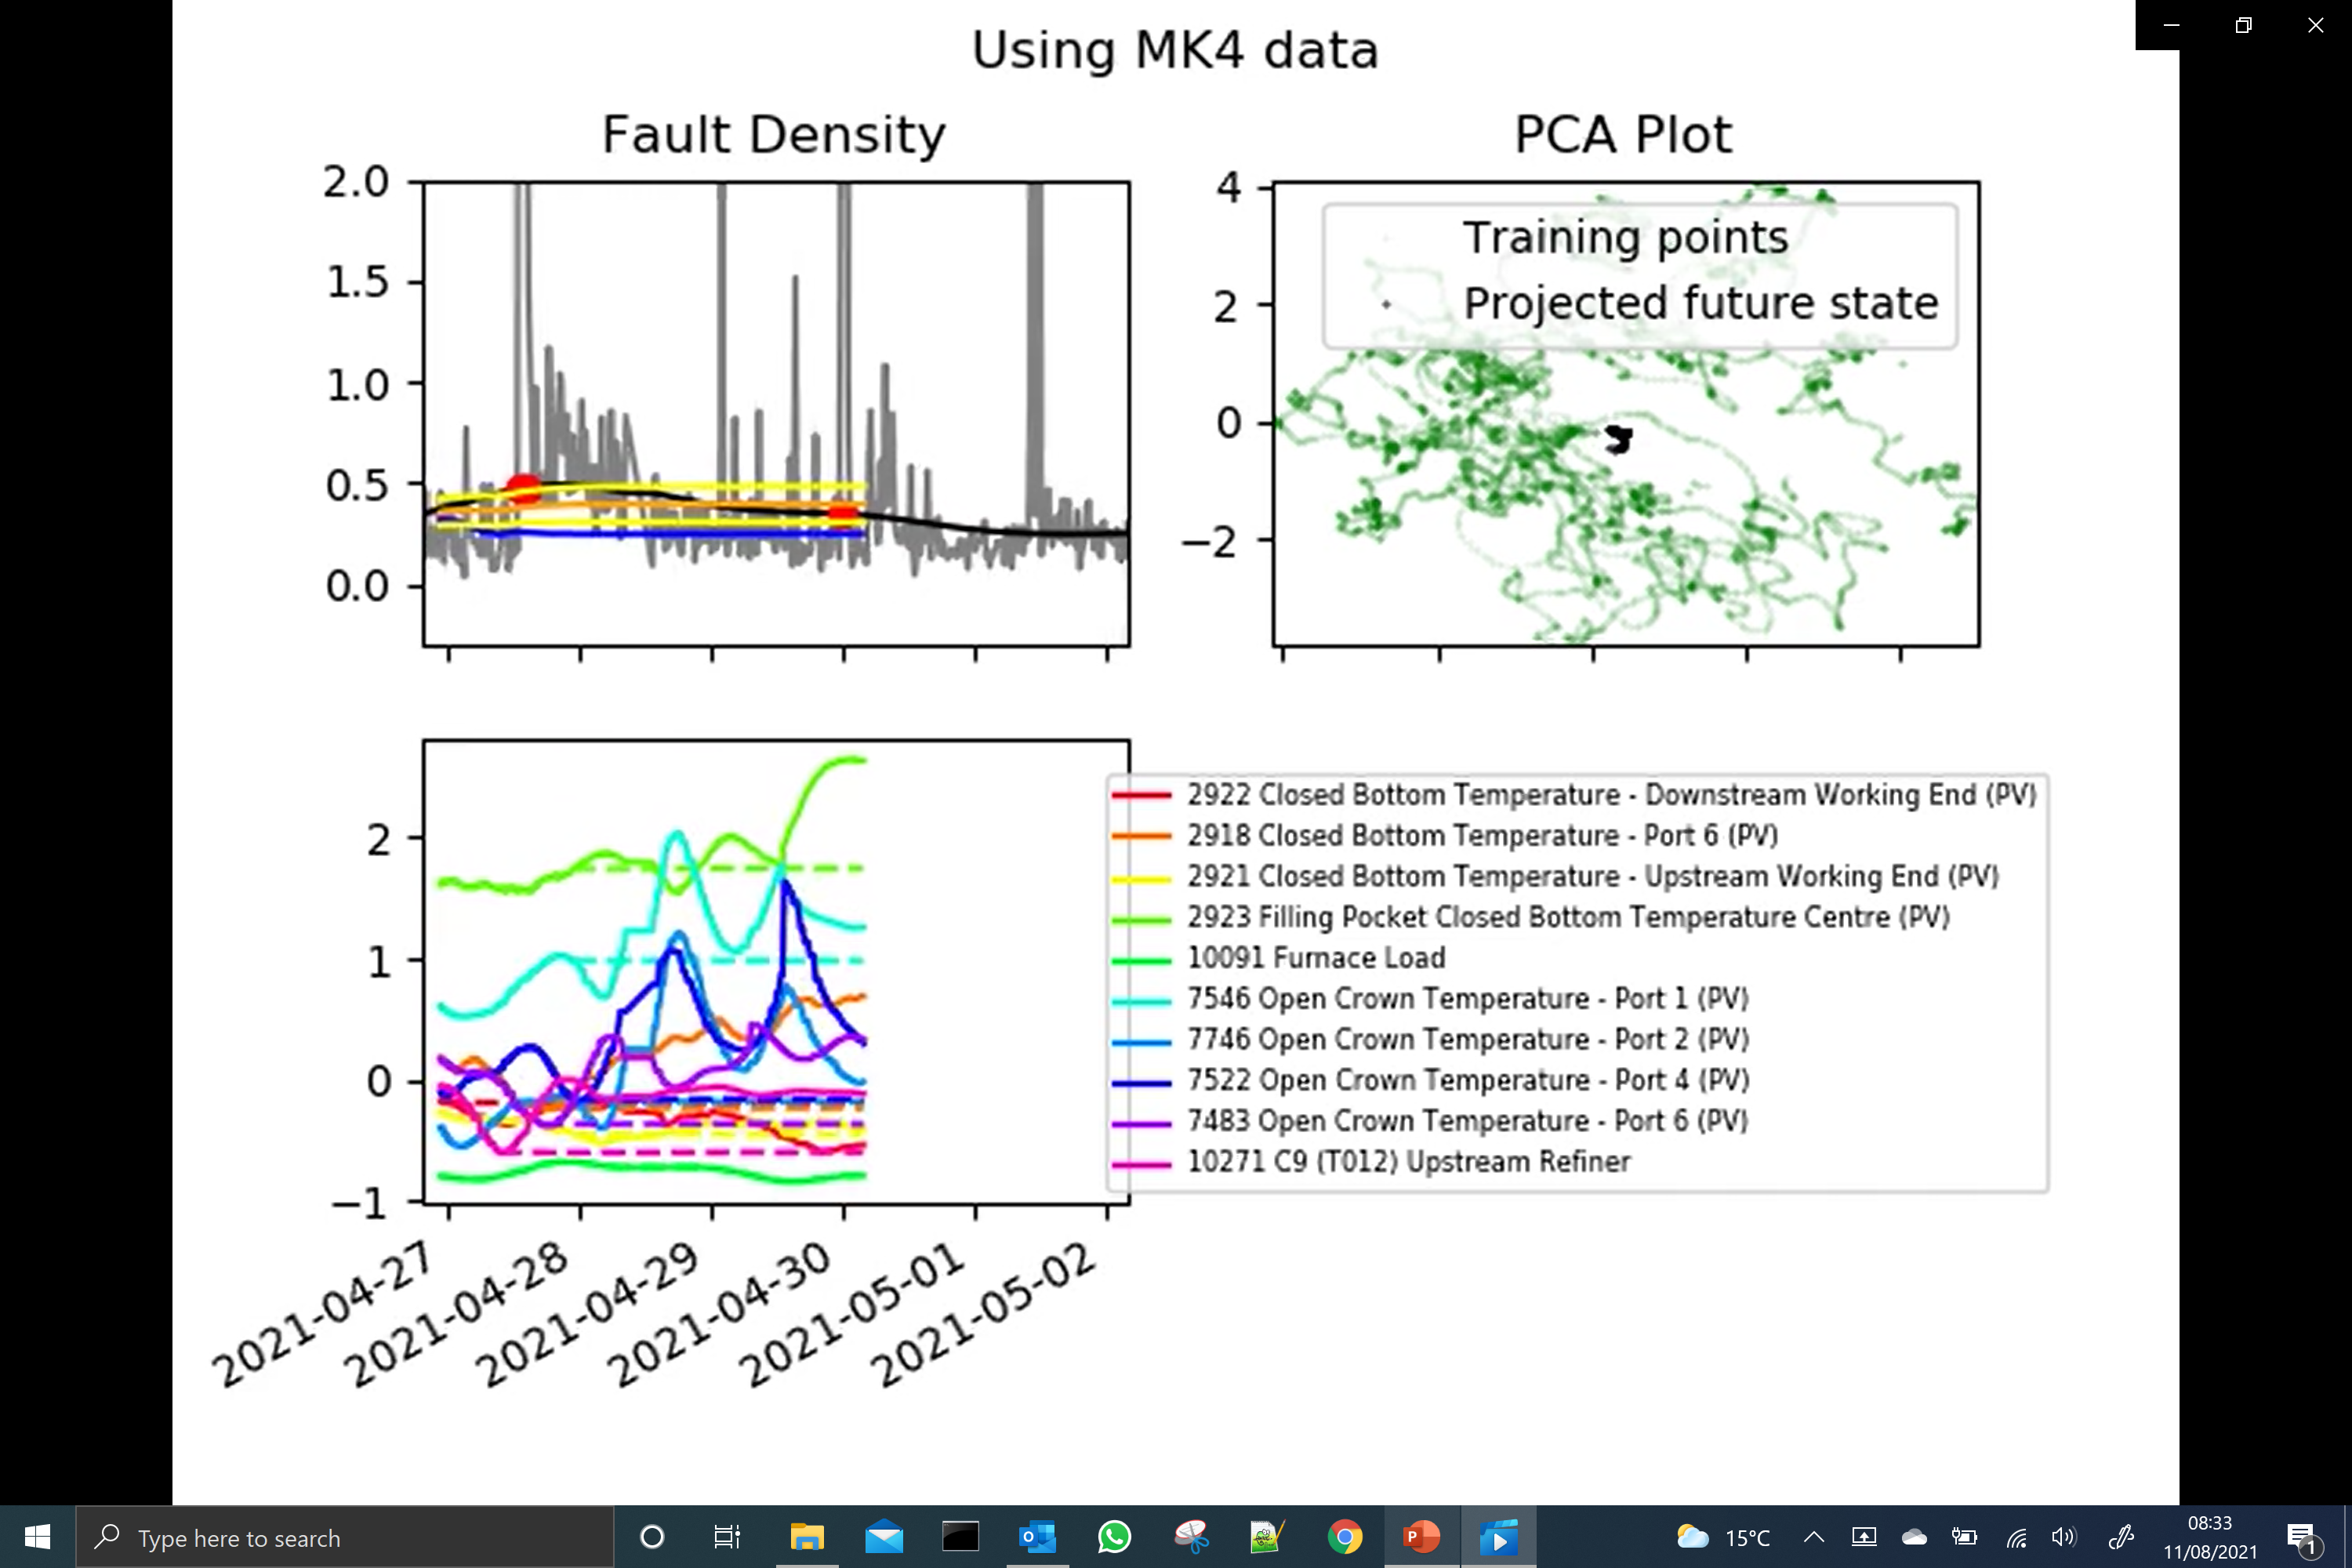 Using MK4 data
Fault Density
2.0
1.5
1.0
0.5
0.0
PCA Plot
4
2
0
−2
Training points
Projected future state
2
1
0
−1
2021-04-27
2021-04-28
2021-04-29
2021-04-30
2021-05-01
2021-05-02
2922 Closed Bottom Temperature - Downstream Working End (PV)
2918 Closed Bottom Temperature - Port 6 (PV)
2921 Closed Bottom Temperature - Upstream Working End (PV)
2923 Filling Pocket Closed Bottom Temperature Centre (PV)
10091 Furnace Load
7546 Open Crown Temperature - Port 1 (PV)
7746 Open Crown Temperature - Port 2 (PV)
7522 Open Crown Temperature - Port 4 (PV)
7483 Open Crown Temperature - Port 6 (PV)
10271 C9 (T012) Upstream Refiner
Type here to search
15°C
08:33
11/08/2021
1